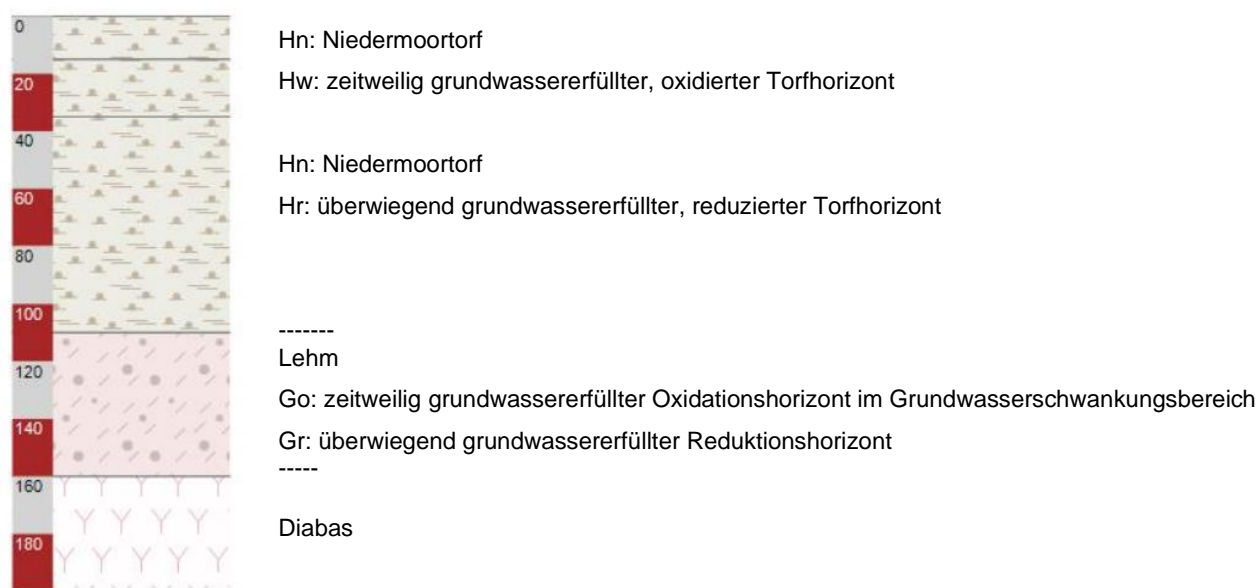 0
Hn: Niedermoortorf
20
Hw: zeitweilig grundwassererfüllter, oxidierter Torfhorizont
40
Hn: Niedermoortorf
60
Hr: überwiegend grundwassererfüllter, reduzierter Torfhorizont
80
100
-------
Lehm
120
Go: zeitweilig grundwassererfüllter Oxidationshorizont im Grundwasserschwankungsbereich
140
Gr: überwiegend grundwassererfüllter Reduktionshorizont
-----
160
Diabas
180